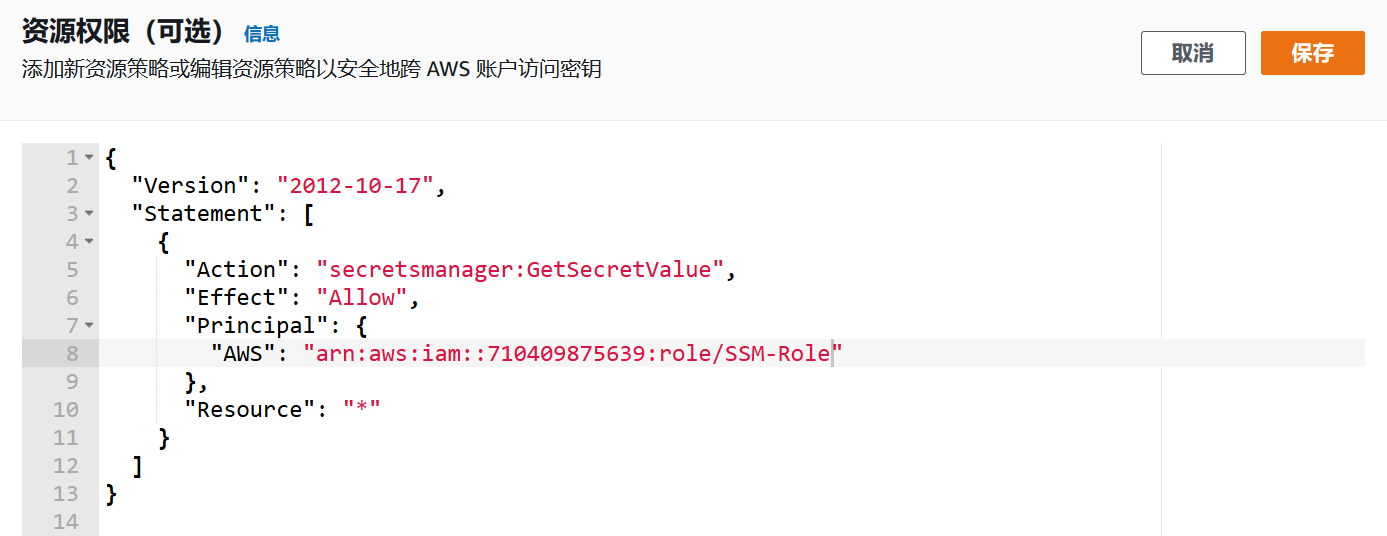 资源权限（可选） 信息
添加新资源策略或编辑资源策略以安全地跨 AWS 账户访问密钥
取消 保存
1 {
2 "Version": "2012-10-17",
3 "Statement": [
4 {
5 "Action": "secretsmanager:GetSecretValue",
6 "Effect": "Allow",
7 "Principal": {
8 "AWS": "arn:aws:iam::710409875639:role/SSM-Role"
9 },
10 "Resource": "*"
11 }
12 ]
13 }
14